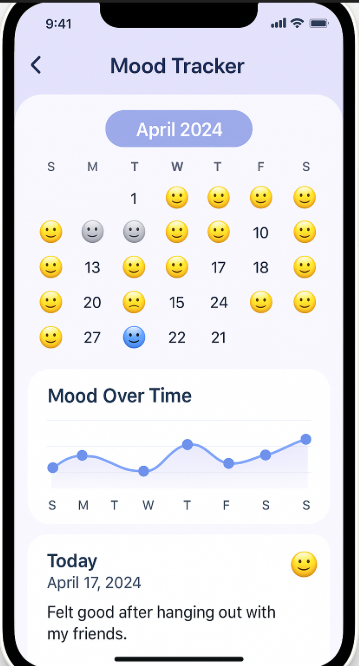 9:41
Mood Tracker
April 2024
S M T W T F S
1
10
13 17 18
20 15 24
27 22 21
Mood Over Time
S M T W T F S S
Today
April 17, 2024
Felt good after hanging out with
my friends.